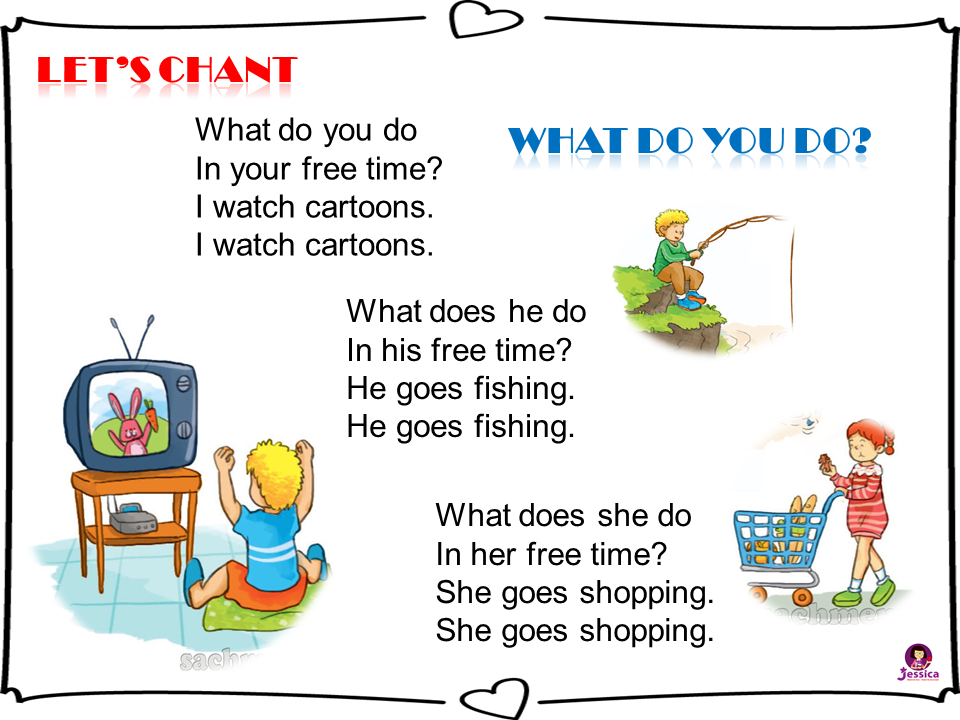 LET'S CHANT
WHAT DO YOU DO?
What do you do
In your free time?
I watch cartoons.
I watch cartoons.
What does he do
In his free time?
He goes fishing.
He goes fishing.
What does she do
In her free time?
She goes shopping.
She goes shopping.
Jessica